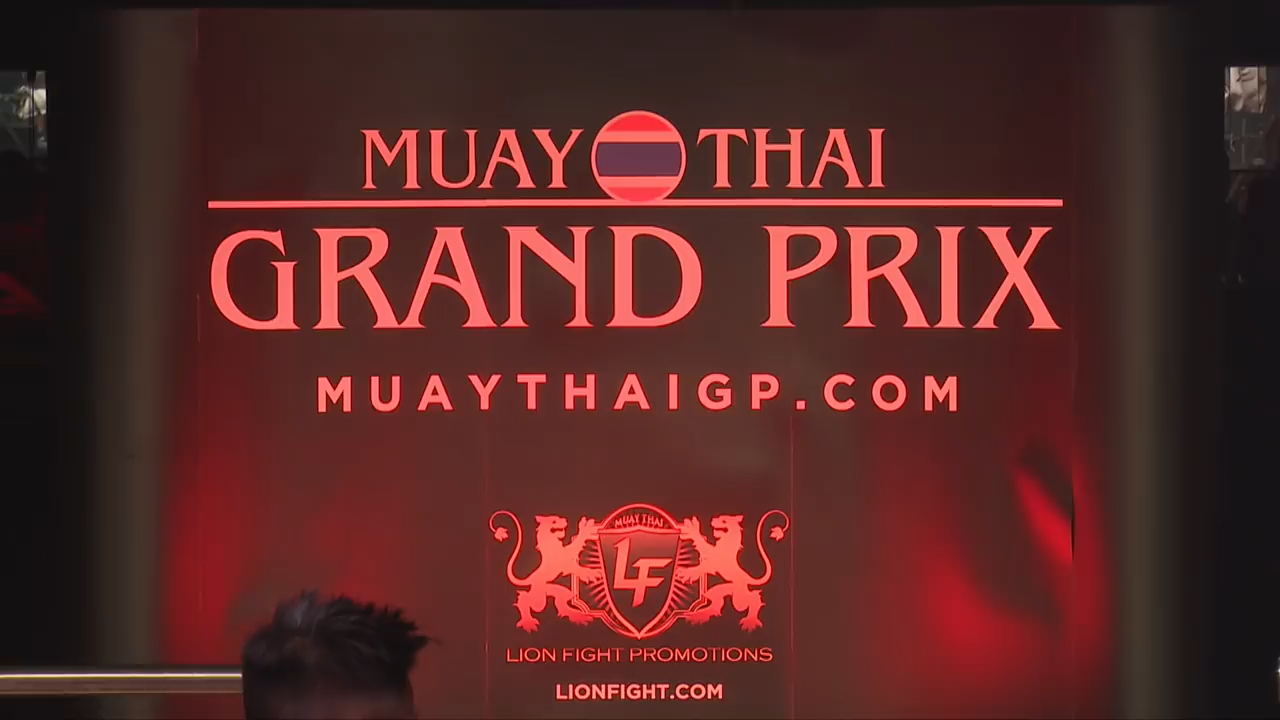 MUAY THAI
GRAND PRIX
MUAYTHAIGP.COM
MUAY THAI
LF
LION FIGHT PROMOTIONS
LIONFIGHT.COM